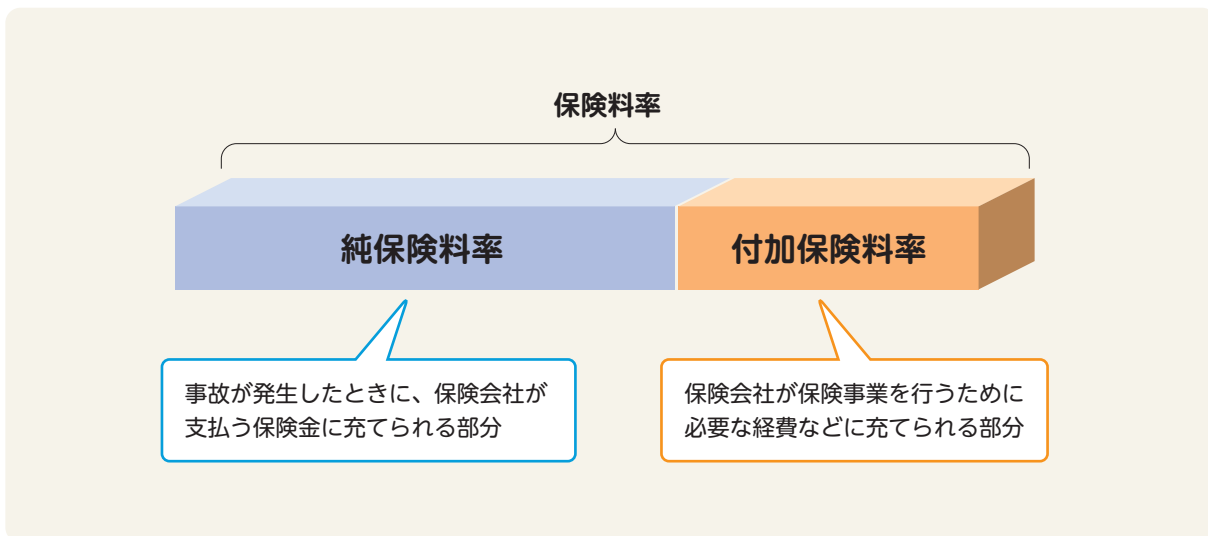 保険料率
純保険料率
付加保険料率
事故が発生したときに、保険会社が
支払う保険金に充てられる部分
保険会社が保険事業を行うために
必要な経費などに充てられる部分